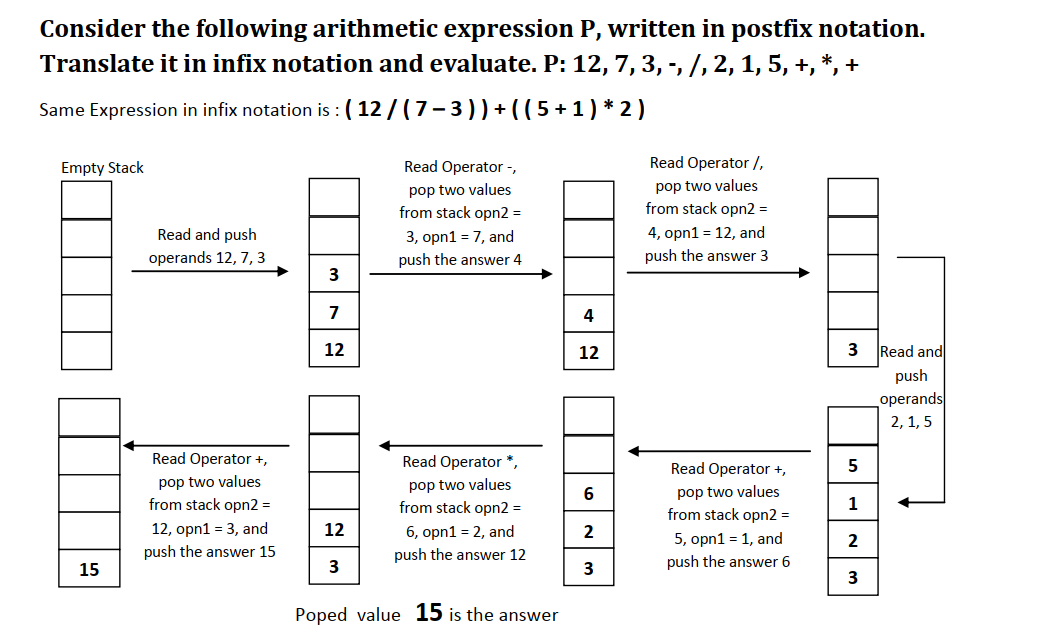 Consider the following arithmetic expression P, written in postfix notation.
Translate it in infix notation and evaluate. P: 12, 7, 3, -, /, 2, 1, 5, +, *, +
Same Expression in infix notation is : ( 12 / ( 7 – 3 ) ) + ( ( 5 + 1 ) * 2 )
Empty Stack
Read and push
operands 12, 7, 3
3
7
12
Read Operator -,
pop two values
from stack opn2 =
3, opn1 = 7, and
push the answer 4
4
12
Read Operator /,
pop two values
from stack opn2 =
4, opn1 = 12, and
push the answer 3
3
Read and
push
operands
2, 1, 5
5
1
2
3
Read Operator +,
pop two values
from stack opn2 =
5, opn1 = 1, and
push the answer 6
6
2
3
Read Operator *,
pop two values
from stack opn2 =
6, opn1 = 2, and
push the answer 12
12
3
Read Operator +,
pop two values
from stack opn2 =
12, opn1 = 3, and
push the answer 15
15
Poped value 15 is the answer